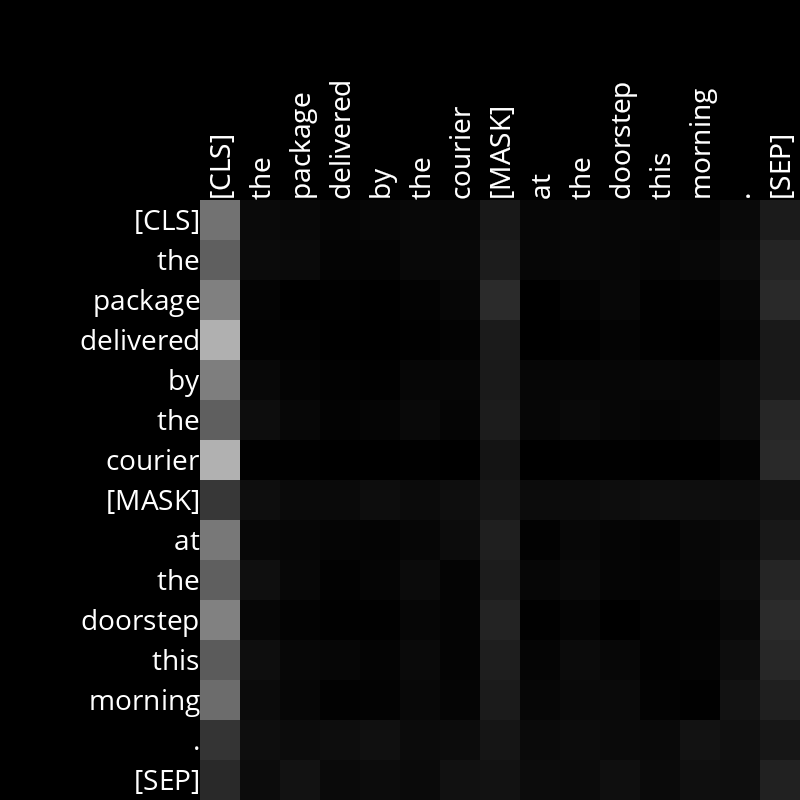 [CLS]
the
package
delivered
by
the
courier
[MASK]
at
the
doorstep
this
morning
.
[SEP]
[CLS]
the
package
delivered
by
the
courier
[MASK]
at
the
doorstep
this
morning
.
[SEP]